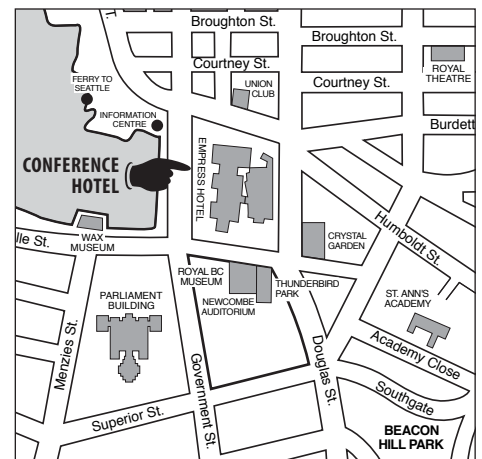 T.
Broughton St.
Broughton St.
Courtney St.
Courtney St.
ROYAL
THEATRE
UNION
CLUB
FERRY TO
SEATTLE
INFORMATION
CENTRE
Burdett
CONFERENCE
HOTEL
EMPRESS HOTEL
Humboldt St.
CRYSTAL
GARDEN
lle St.
WAX
MUSEUM
ROYAL BC
MUSEUM
THUNDERBIRD
PARK
NEWCOMBE
AUDITORIUM
PARLIAMENT
BUILDING
ST. ANN'S
ACADEMY
Menzies St.
Government St.
Douglas St.
Academy Close
Southgate
Superior St.
BEACON
HILL PARK